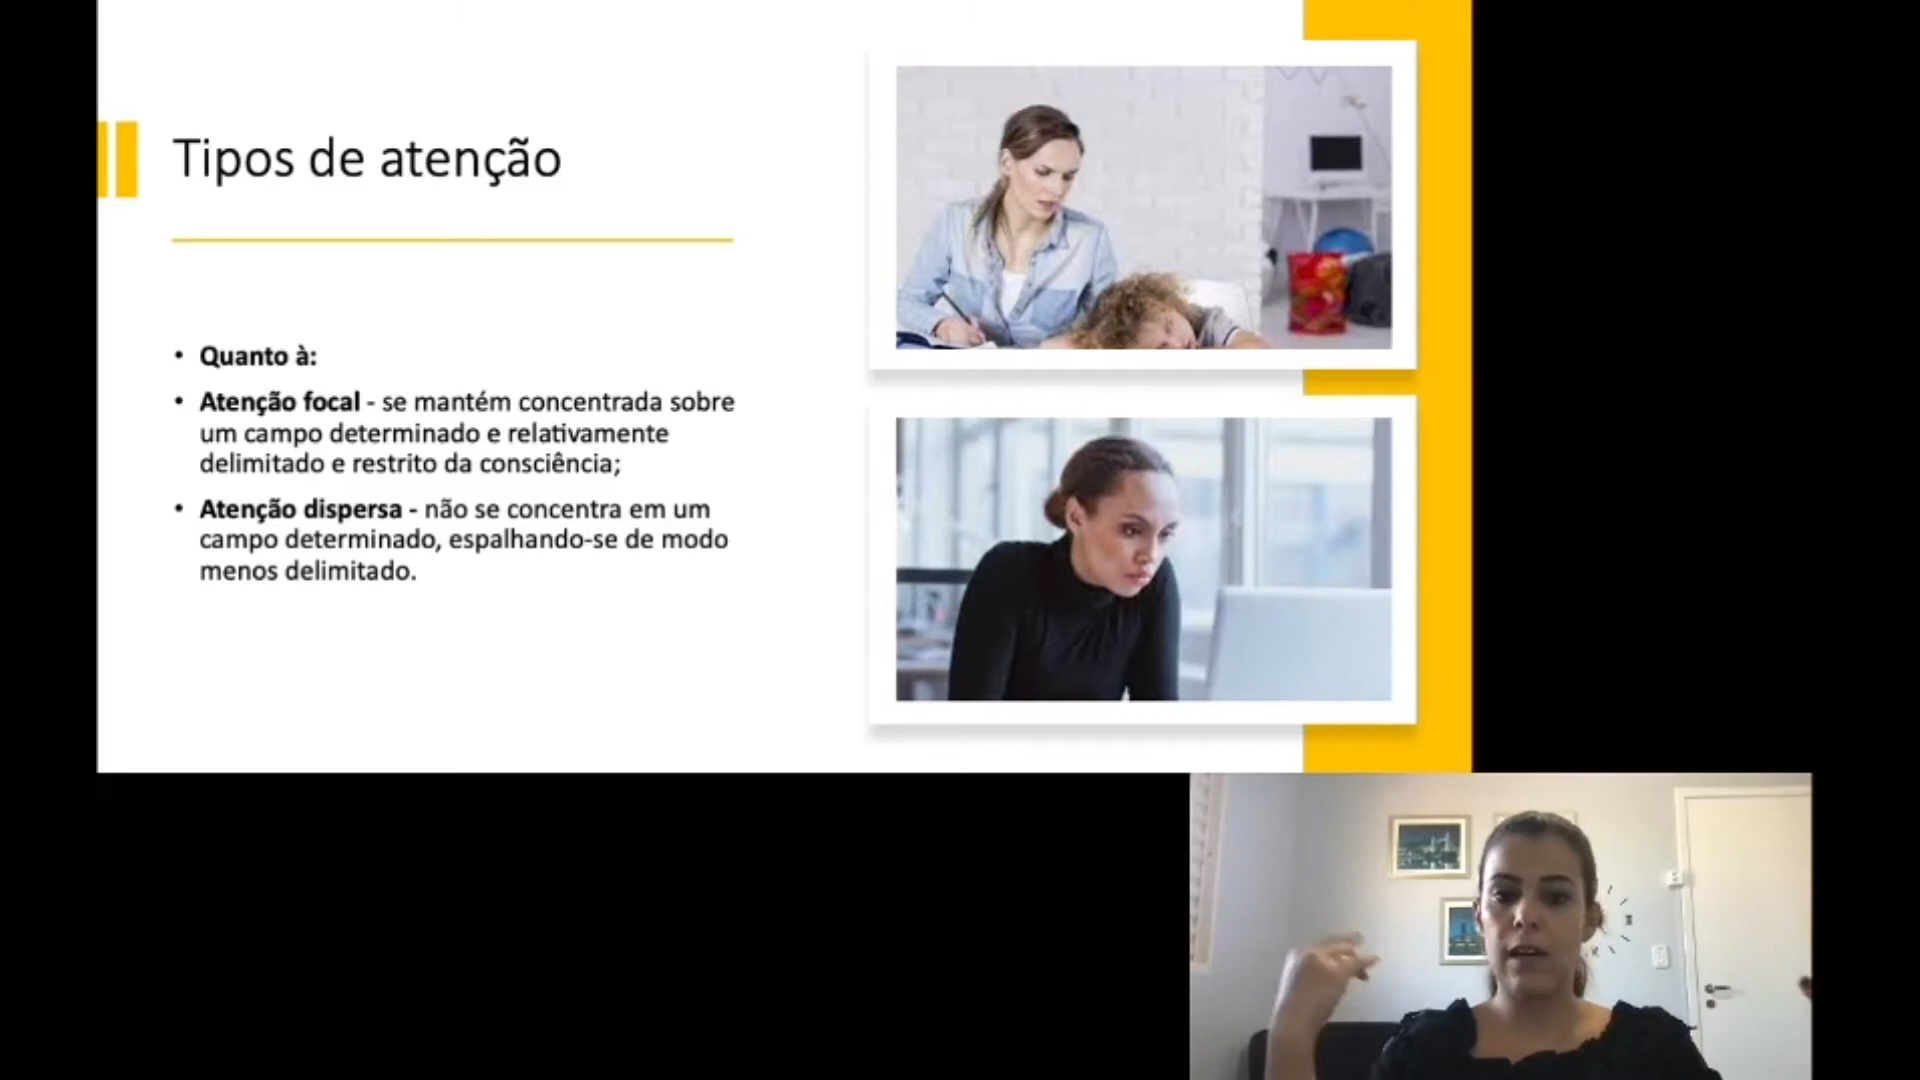 Tipos de atenção
• Quanto à:
• Atenção focal - se mantém concentrada sobre
um campo determinado e relativamente
delimitado e restrito da consciência;
• Atenção dispersa - não se concentra em um
campo determinado, espalhando-se de modo
menos delimitado.